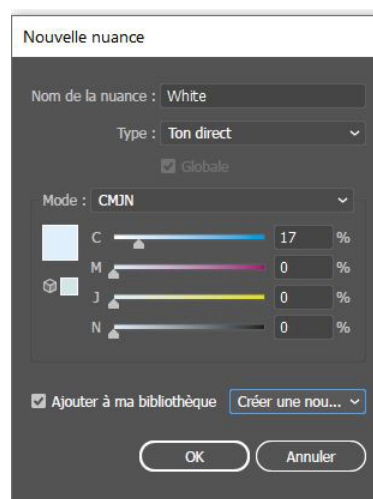 Nouvelle nuance
Nom de la nuance : White
Type : Ton direct
Globale
Mode : CMJN
C 17 %
M 0 %
J 0 %
N 0 %
Ajouter à ma bibliothèque Créer une nou...
OK Annuler